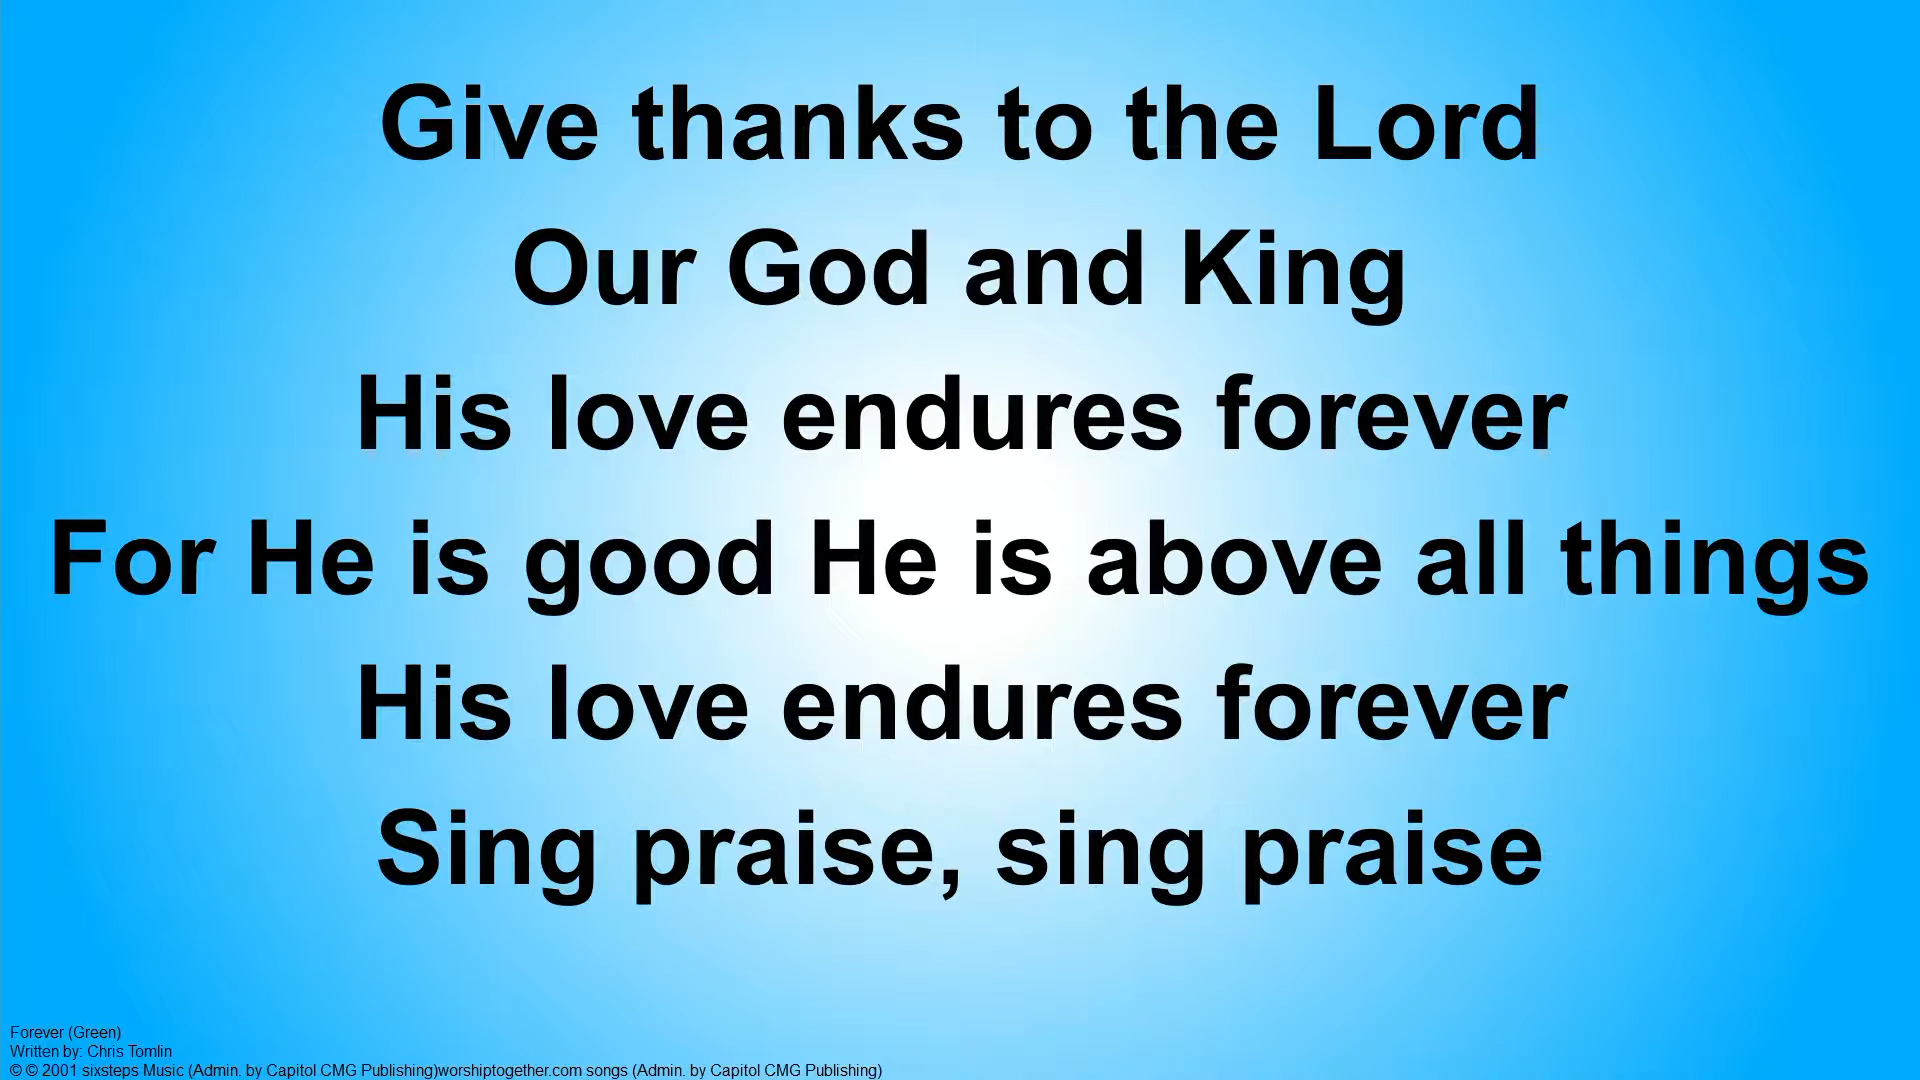 Give thanks to the Lord
Our God and King
His love endures forever
For He is good He is above all things
His love endures forever
Sing praise, sing praise
Forever (Green)
Written by: Chris Tomlin
© © 2001 sixsteps Music (Admin. by Capitol CMG Publishing)worshiptogether.com songs (Admin. by Capitol CMG Publishing)